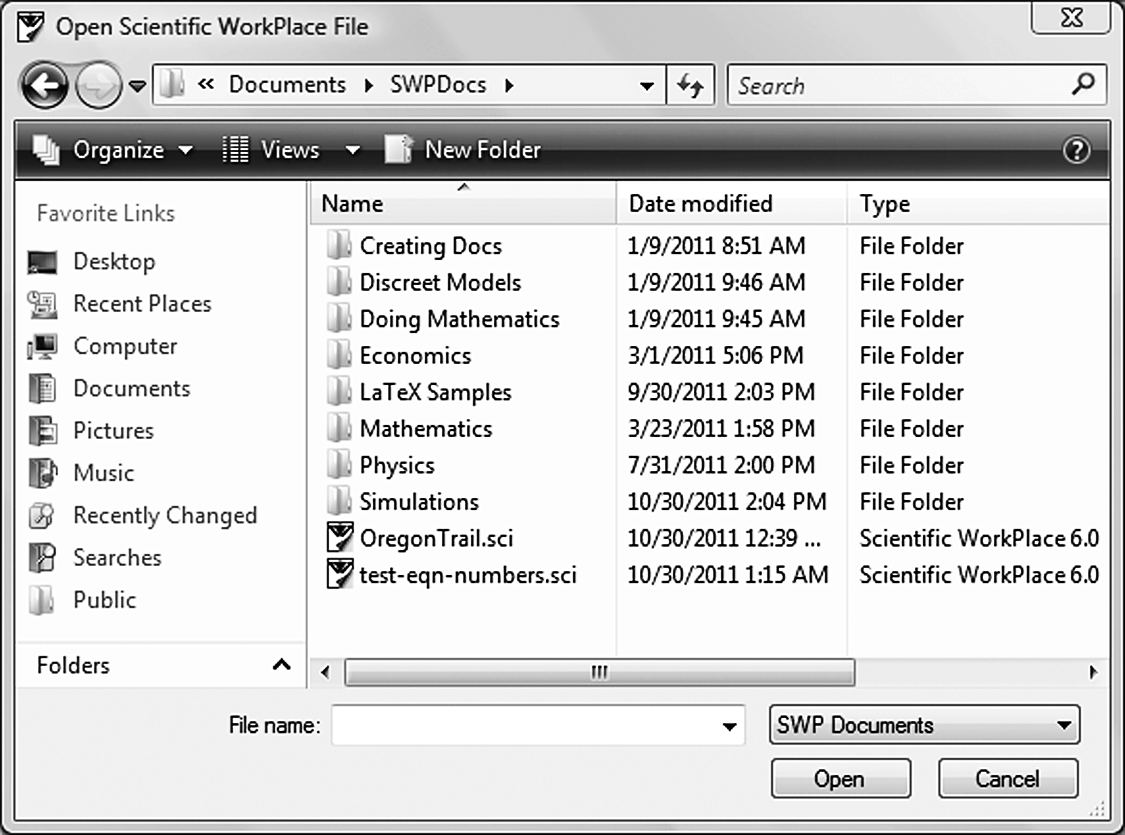 Open Scientific WorkPlace File
« Documents SWPDocs Search
Organize Views New Folder ?
Favorite Links
Desktop
Recent Places
Computer
Documents
Pictures
Music
Recently Changed
Searches
Public
Folders
Name Date modified Type
Creating Docs 1/9/2011 8:51 AM File Folder
Discreet Models 1/9/2011 9:46 AM File Folder
Doing Mathematics 1/9/2011 9:45 AM File Folder
Economics 3/1/2011 5:06 PM File Folder
LaTeX Samples 9/30/2011 2:03 PM File Folder
Mathematics 3/23/2011 1:58 PM File Folder
Physics 7/31/2011 2:00 PM File Folder
Simulations 10/30/2011 2:04 PM File Folder
OregonTrail.sci 10/30/2011 12:39 ... Scientific WorkPlace 6.0
test-eqn-numbers.sci 10/30/2011 1:15 AM Scientific WorkPlace 6.0
File name: SWP Documents
Open Cancel